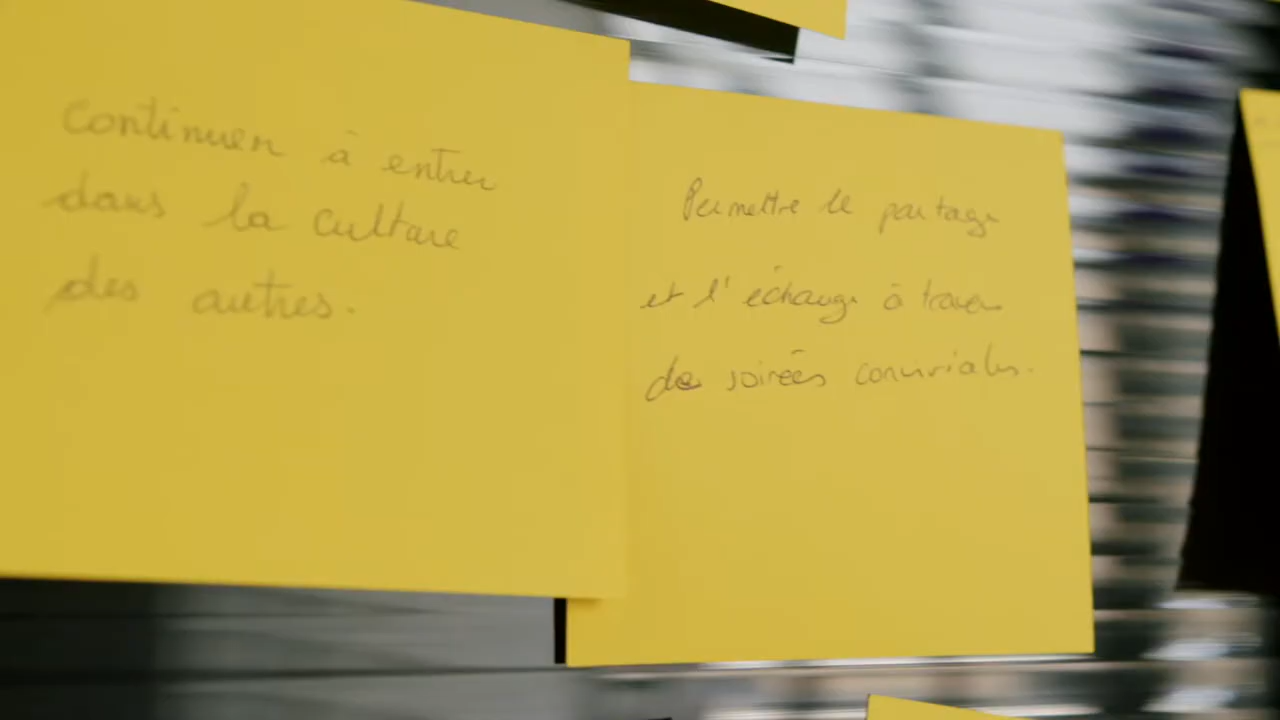 Continuer à entrer
dans la culture
des autres.
Permettre le partage
et l'échange à travers
des soirées conviviales.